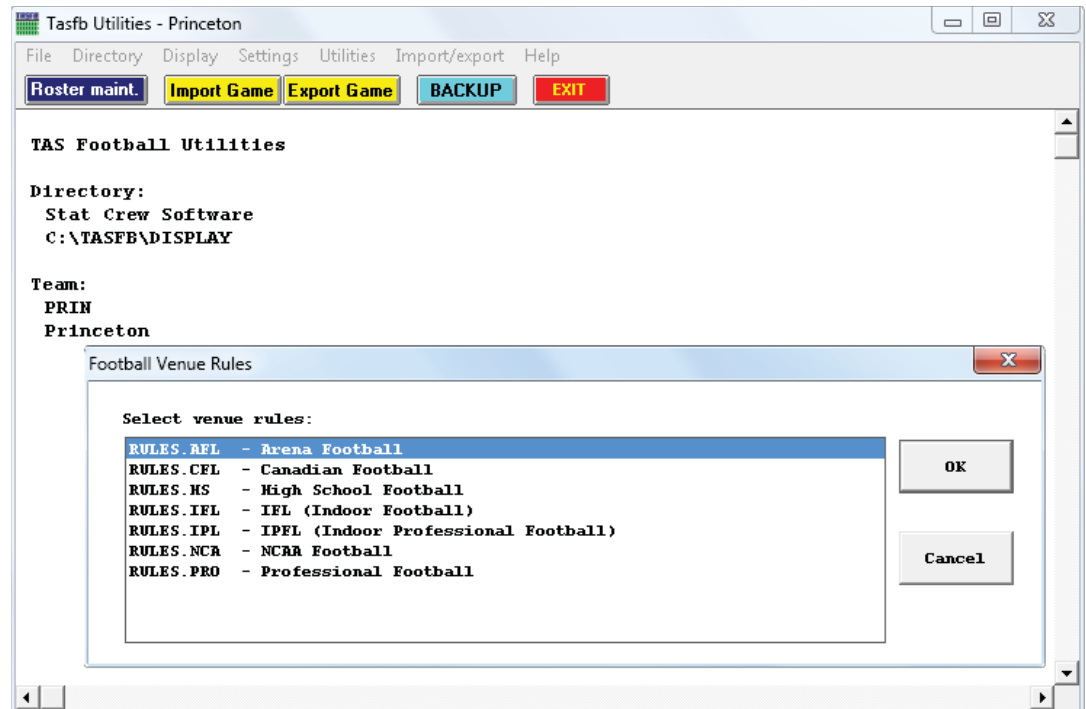 Tasfb Utilities - Princeton
File Directory Display Settings Utilities Import/export Help
Roster maint. Import Game Export Game BACKUP EXIT
TAS Football Utilities
Directory:
Stat Crew Software
C:\TASFB\DISPLAY
Team:
PRIN
Princeton
Football Venue Rules
Select venue rules:
RULES.AFL - Arena Football
RULES.CFL - Canadian Football
RULES.HS - High School Football
RULES.IFL - IFL (Indoor Football)
RULES.IPL - IPFL (Indoor Professional Football)
RULES.NCA - NCAA Football
RULES.PRO - Professional Football
OK
Cancel